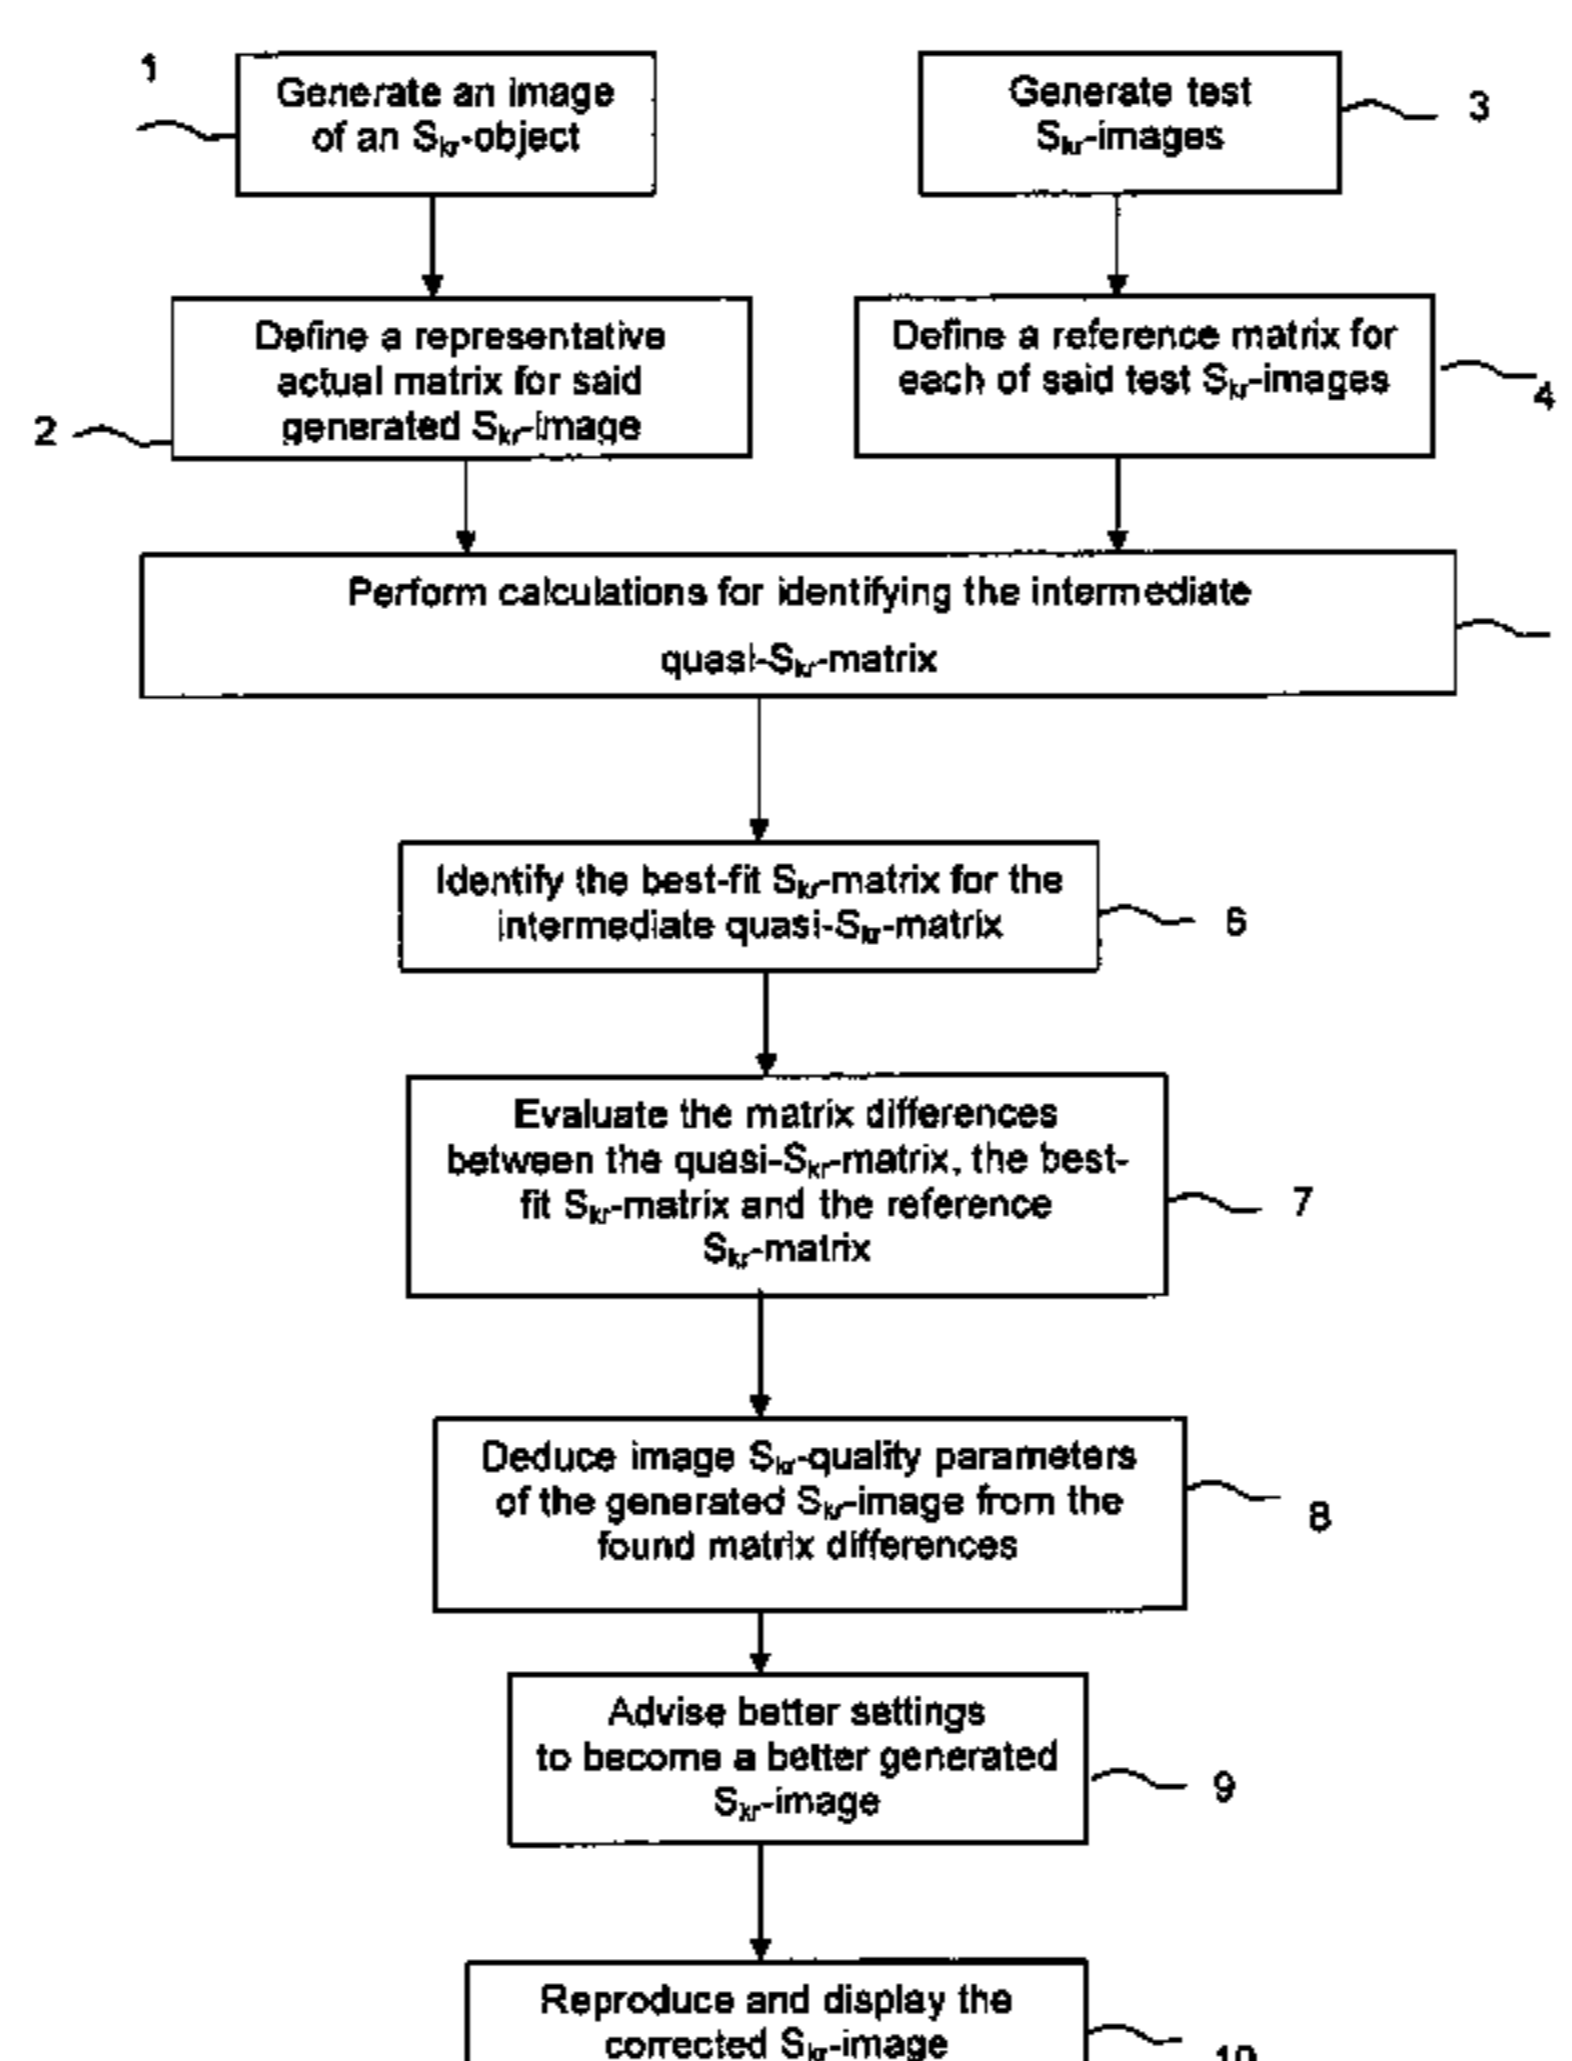 1
Generate an image
of an Skr-object
Generate test
Skr-images
3
Define a representative
actual matrix for said
generated Skr-image
2
Define a reference matrix for
each of said test Skr-images
4
Perform calculations for identifying the intermediate
quasi-Skr-matrix
Identify the best-fit Skr-matrix for the
intermediate quasi-Skr-matrix
6
Evaluate the matrix differences
between the quasi-Skr-matrix, the best-
fit Skr-matrix and the reference
Skr-matrix
7
Deduce image Skr-quality parameters
of the generated Skr-image from the
found matrix differences
8
Advise better settings
to become a better generated
Skr-image
9
Reproduce and display the
corrected Skr-image
10